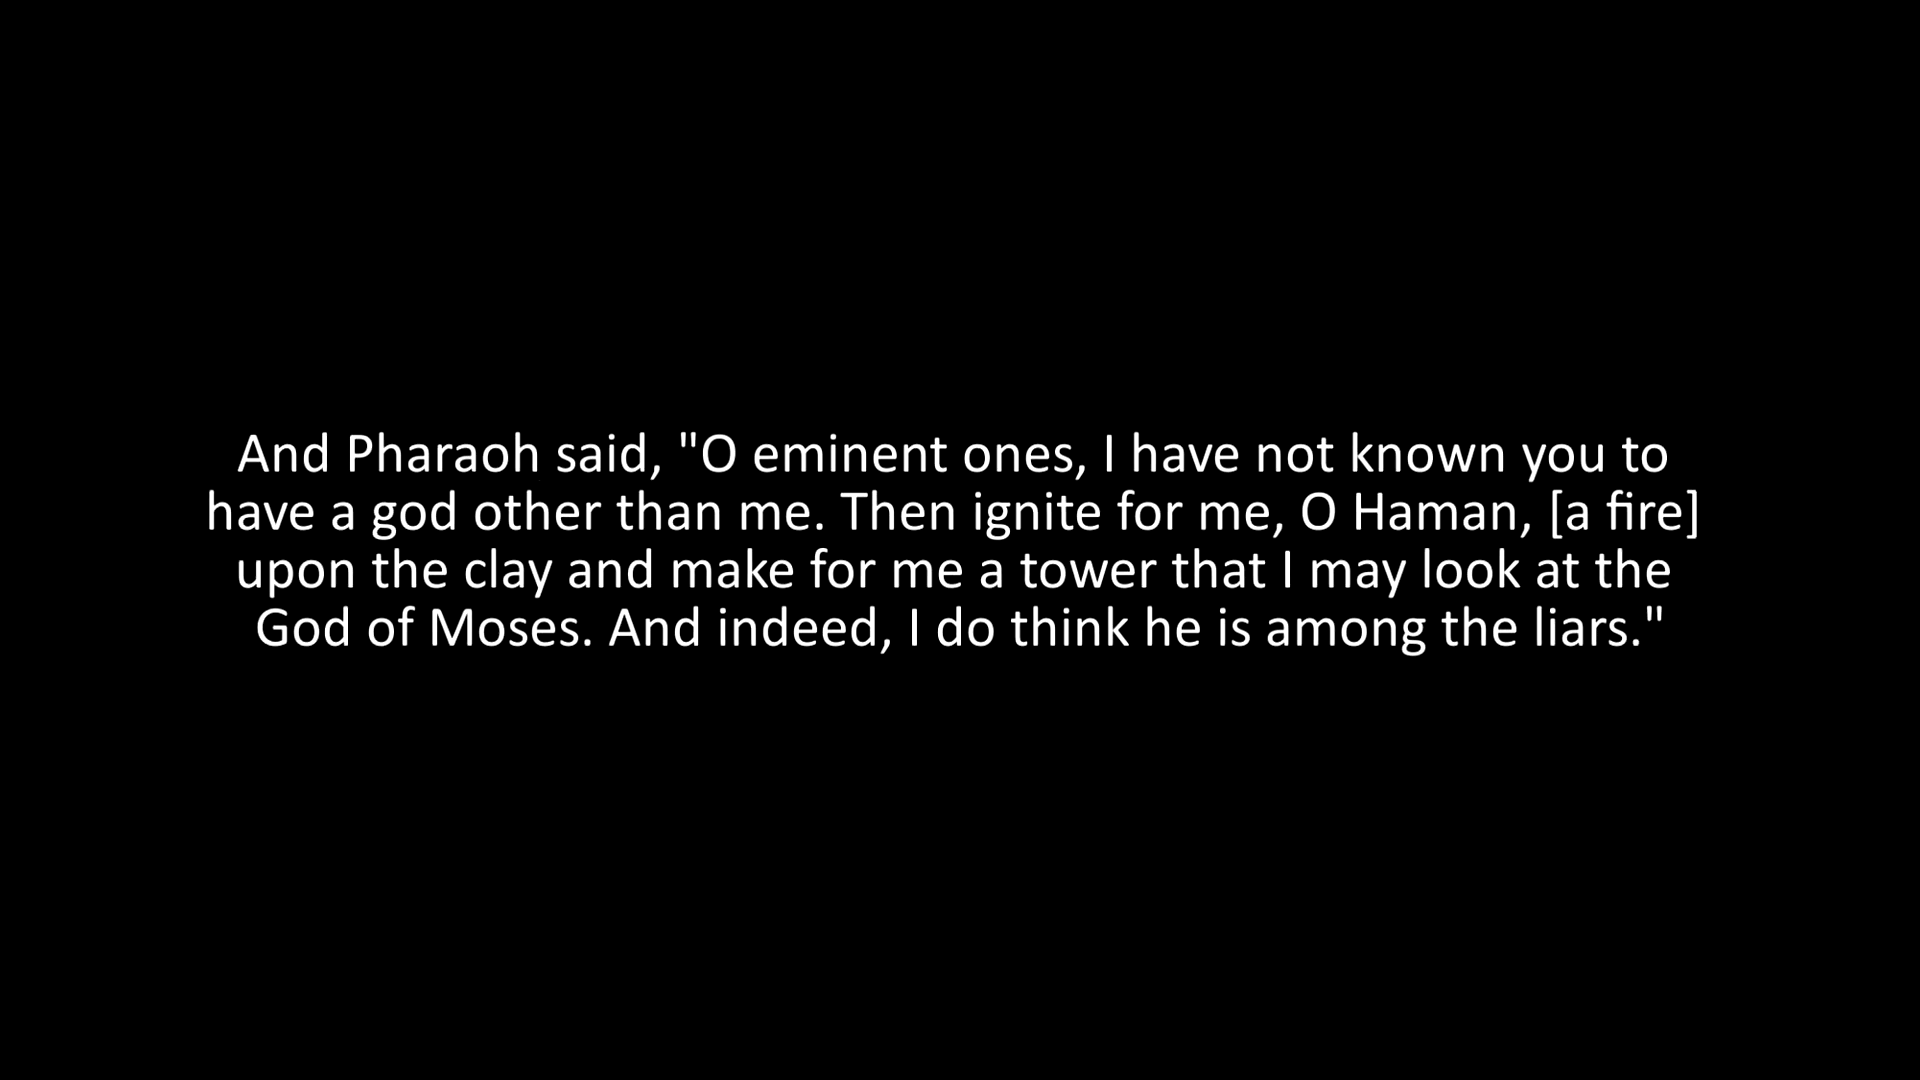 And Pharaoh said, "O eminent ones, I have not known you to
have a god other than me. Then ignite for me, O Haman, [a fire]
upon the clay and make for me a tower that I may look at the
God of Moses. And indeed, I do think he is among the liars."